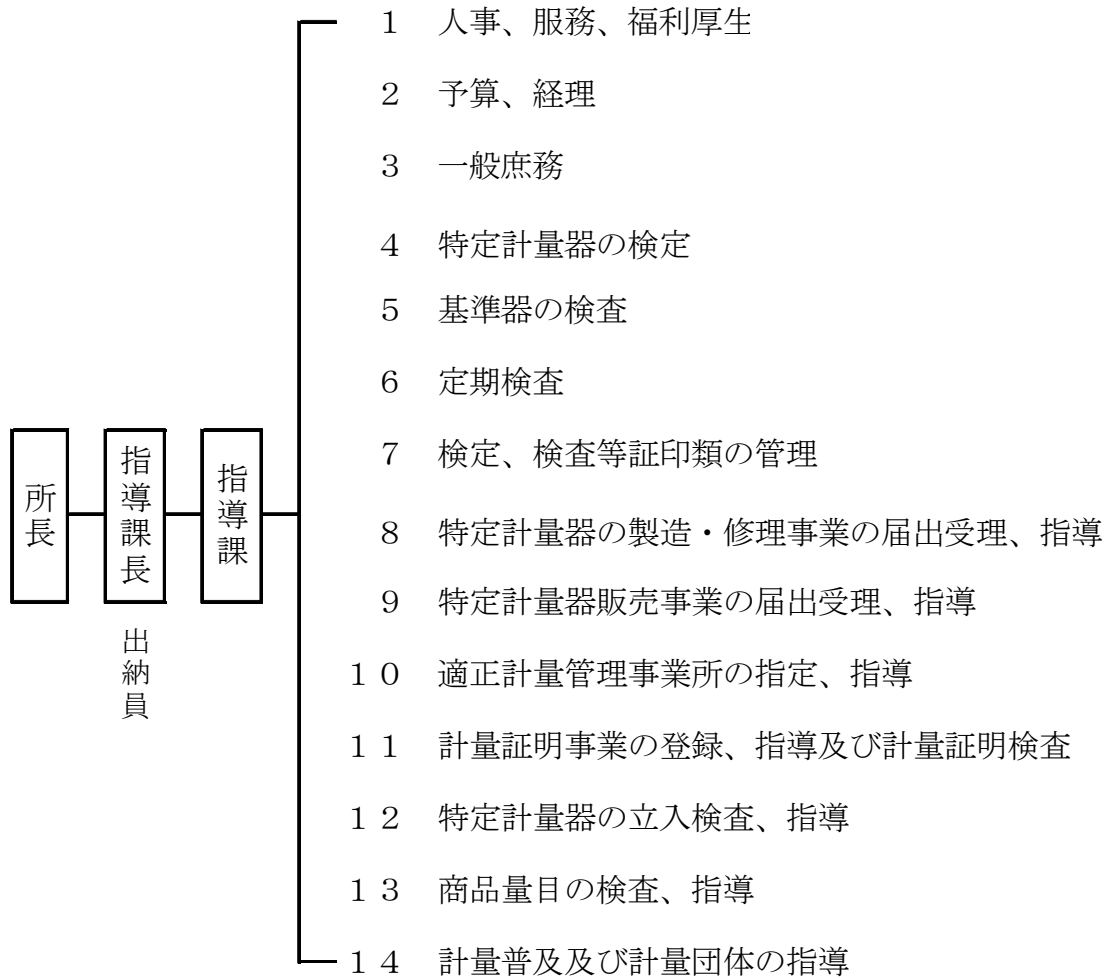 所長
指導課長
出納員
指導課
１　人事、服務、福利厚生
２　予算、経理
３　一般庶務
４　特定計量器の検定
５　基準器の検査
６　定期検査
７　検定、検査等証印類の管理
８　特定計量器の製造・修理事業の届出受理、指導
９　特定計量器販売事業の届出受理、指導
１０　適正計量管理事業所の指定、指導
１１　計量証明事業の登録、指導及び計量証明検査
１２　特定計量器の立入検査、指導
１３　商品量目の検査、指導
１４　計量普及及び計量団体の指導